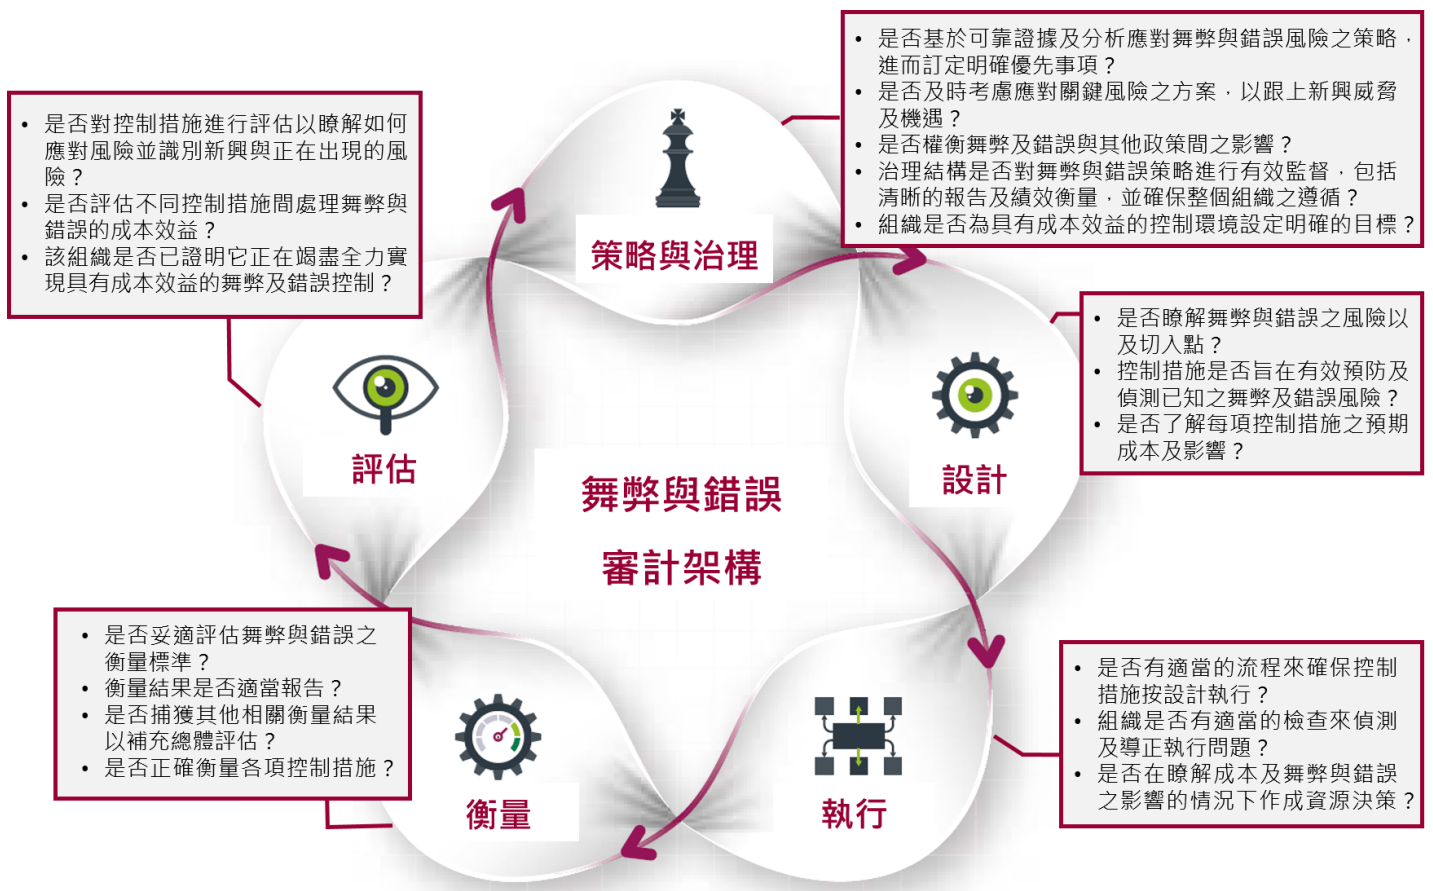 • 是否基於可靠證據及分析應對舞弊與錯誤風險之策略，
進而訂定明確優先事項？
• 是否及時考慮應對關鍵風險之方案，以跟上新興威脅
及機遇？
• 是否權衡舞弊及錯誤與其他政策間之影響？
• 治理結構是否對舞弊與錯誤策略進行有效監督，包括
清晰的報告及績效衡量，並確保整個組織之遵循？
• 組織是否為具有成本效益的控制環境設定明確的目標？
策略與治理
• 是否對控制措施進行評估以瞭解如何
應對風險並識別新興與正在出現的風
險？
• 是否評估不同控制措施間處理舞弊與
錯誤的成本效益？
• 該組織是否已證明它正在竭盡全力實
現具有成本效益的舞弊及錯誤控制？
評估
• 是否瞭解舞弊與錯誤之風險以
及切入點？
• 控制措施是否旨在有效預防及
偵測已知之舞弊及錯誤風險？
• 是否了解每項控制措施之預期
成本及影響？
設計
舞弊與錯誤
審計架構
• 是否妥適評估舞弊與錯誤之
衡量標準？
• 衡量結果是否適當報告？
• 是否捕獲其他相關衡量結果
以補充總體評估？
• 是否正確衡量各項控制措施？
衡量
• 是否有適當的流程來確保控制
措施按設計執行？
• 組織是否有適當的檢查來偵測
及導正執行問題？
• 是否在瞭解成本及舞弊與錯誤
之影響的情況下作成資源決策？
執行